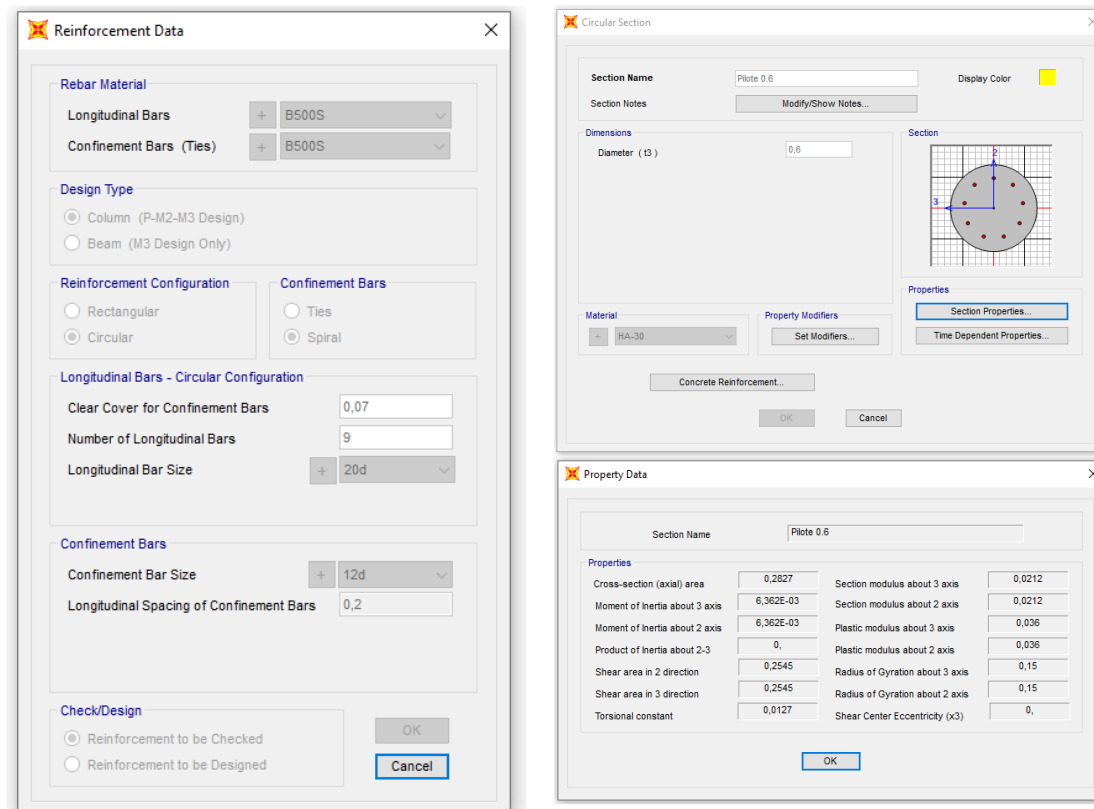 Reinforcement Data
Rebar Material
Longitudinal Bars + B500S
Confinement Bars (Ties) + B500S
Design Type
Column (P-M2-M3 Design)
Beam (M3 Design Only)
Reinforcement Configuration
Rectangular
Circular
Confinement Bars
Ties
Spiral
Longitudinal Bars - Circular Configuration
Clear Cover for Confinement Bars 0,07
Number of Longitudinal Bars 9
Longitudinal Bar Size + 20d
Confinement Bars
Confinement Bar Size + 12d
Longitudinal Spacing of Confinement Bars 0,2
Check/Design
Reinforcement to be Checked
Reinforcement to be Designed
OK
Cancel
Circular Section
Section Name Pilote 0.6 Display Color
Section Notes Modify/Show Notes...
Dimensions
Diameter ( t3 ) 0,6
Section
2
3
Properties
Section Properties...
Time Dependent Properties...
Material
+ HA-30
Property Modifiers
Set Modifiers...
Concrete Reinforcement...
OK Cancel
Property Data
Section Name Pilote 0.6
Properties
Cross-section (axial) area 0,2827 Section modulus about 3 axis 0,0212
Moment of Inertia about 3 axis 6,362E-03 Section modulus about 2 axis 0,0212
Moment of Inertia about 2 axis 6,362E-03 Plastic modulus about 3 axis 0,036
Product of Inertia about 2-3 0, Plastic modulus about 2 axis 0,036
Shear area in 2 direction 0,2545 Radius of Gyration about 3 axis 0,15
Shear area in 3 direction 0,2545 Radius of Gyration about 2 axis 0,15
Torsional constant 0,0127 Shear Center Eccentricity (x3) 0,
OK